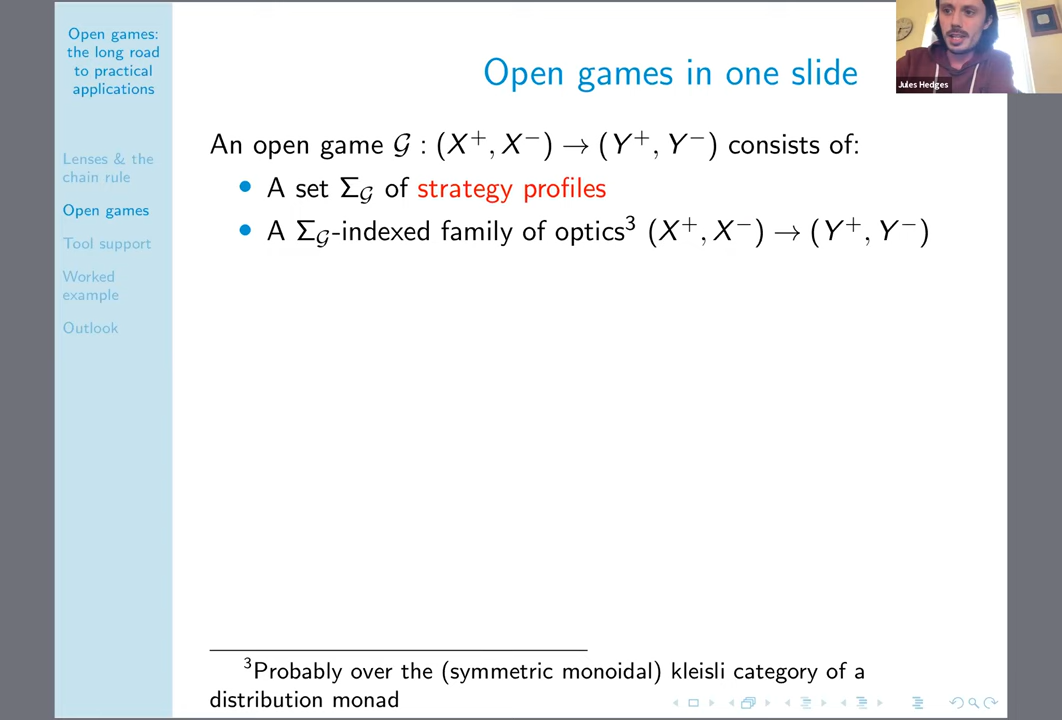 Open games:
the long road
to practical
applications
Lenses & the
chain rule
Open games
Tool support
Worked
example
Outlook
Open games in one slide
Jules Hedges
An open game 𝒢 : (X⁺, X⁻) → (Y⁺, Y⁻) consists of:
• A set Σ_𝒢 of strategy profiles
• A Σ_𝒢-indexed family of optics³ (X⁺, X⁻) → (Y⁺, Y⁻)
³Probably over the (symmetric monoidal) kleisli category of a
distribution monad